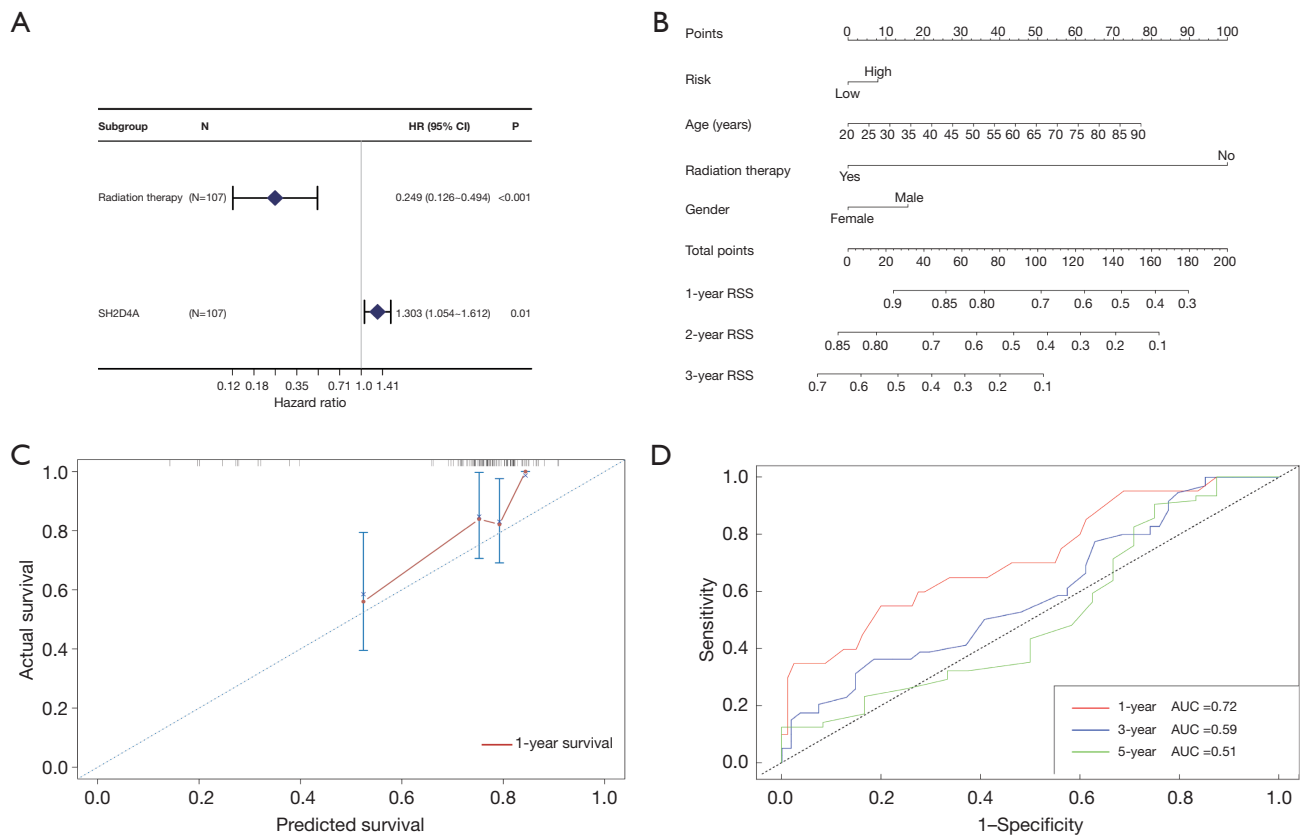 A
Subgroup N HR (95% CI) P
Radiation therapy (N=107) 0.249 (0.126~0.494) <0.001
SH2D4A (N=107) 1.303 (1.054~1.612) 0.01
0.12 0.18 0.35 0.71 1.0 1.41
Hazard ratio
B
Points 0 10 20 30 40 50 60 70 80 90 100
Risk
High
Low
Age (years)
20 25 30 35 40 45 50 55 60 65 70 75 80 85 90
No
Radiation therapy
Yes
Male
Gender
Female
Total points
0 20 40 60 80 100 120 140 160 180 200
1-year RSS
0.9 0.85 0.80 0.7 0.6 0.5 0.4 0.3
2-year RSS
0.85 0.80 0.7 0.6 0.5 0.4 0.3 0.2 0.1
3-year RSS
0.7 0.6 0.5 0.4 0.3 0.2 0.1
C
Actual survival
1.0
0.8
0.6
0.4
0.2
0.0
1-year survival
0.0 0.2 0.4 0.6 0.8 1.0
Predicted survival
D
Sensitivity
1.0
0.8
0.6
0.4
0.2
0.0
1-year AUC =0.72
3-year AUC =0.59
5-year AUC =0.51
0.0 0.2 0.4 0.6 0.8 1.0
1–Specificity